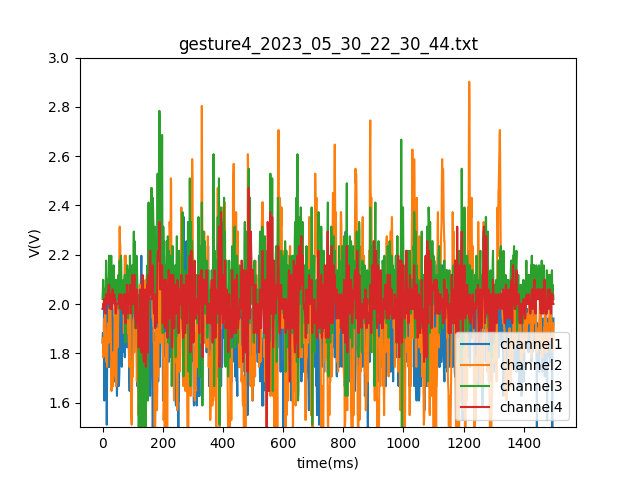 gesture4_2023_05_30_22_30_44.txt
3.0
2.8
2.6
2.4
2.2
2.0
1.8
1.6
V(V)
0 200 400 600 800 1000 1200 1400
time(ms)
channel1
channel2
channel3
channel4